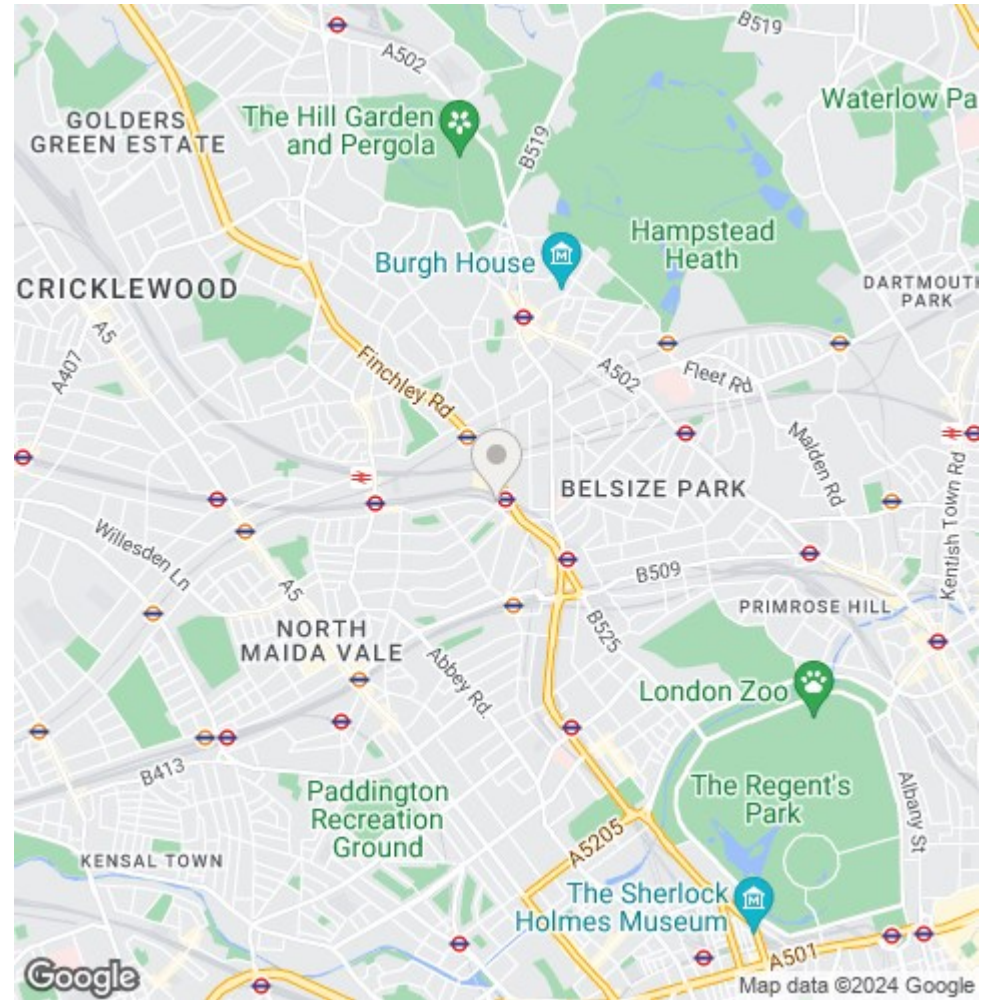 B519
A502
GOLDERS
GREEN ESTATE
The Hill Garden
and Pergola
Waterlow Pa
B519
Hampstead
Heath
Burgh House
CRICKLEWOOD
DARTMOUTH
PARK
A5
A407
Finchley Rd
A502
Fleet Rd
Malden Rd
BELSIZE PARK
Kentish Town Rd
Willesden Ln
A5
B509
PRIMROSE HILL
NORTH
MAIDA VALE
B525
Abbey Rd.
London Zoo
B413
Paddington
Recreation
Ground
The Regent's
Park
Albany St
A5205
KENSAL TOWN
The Sherlock
Holmes Museum
A501
Google
Map data ©2024 Google